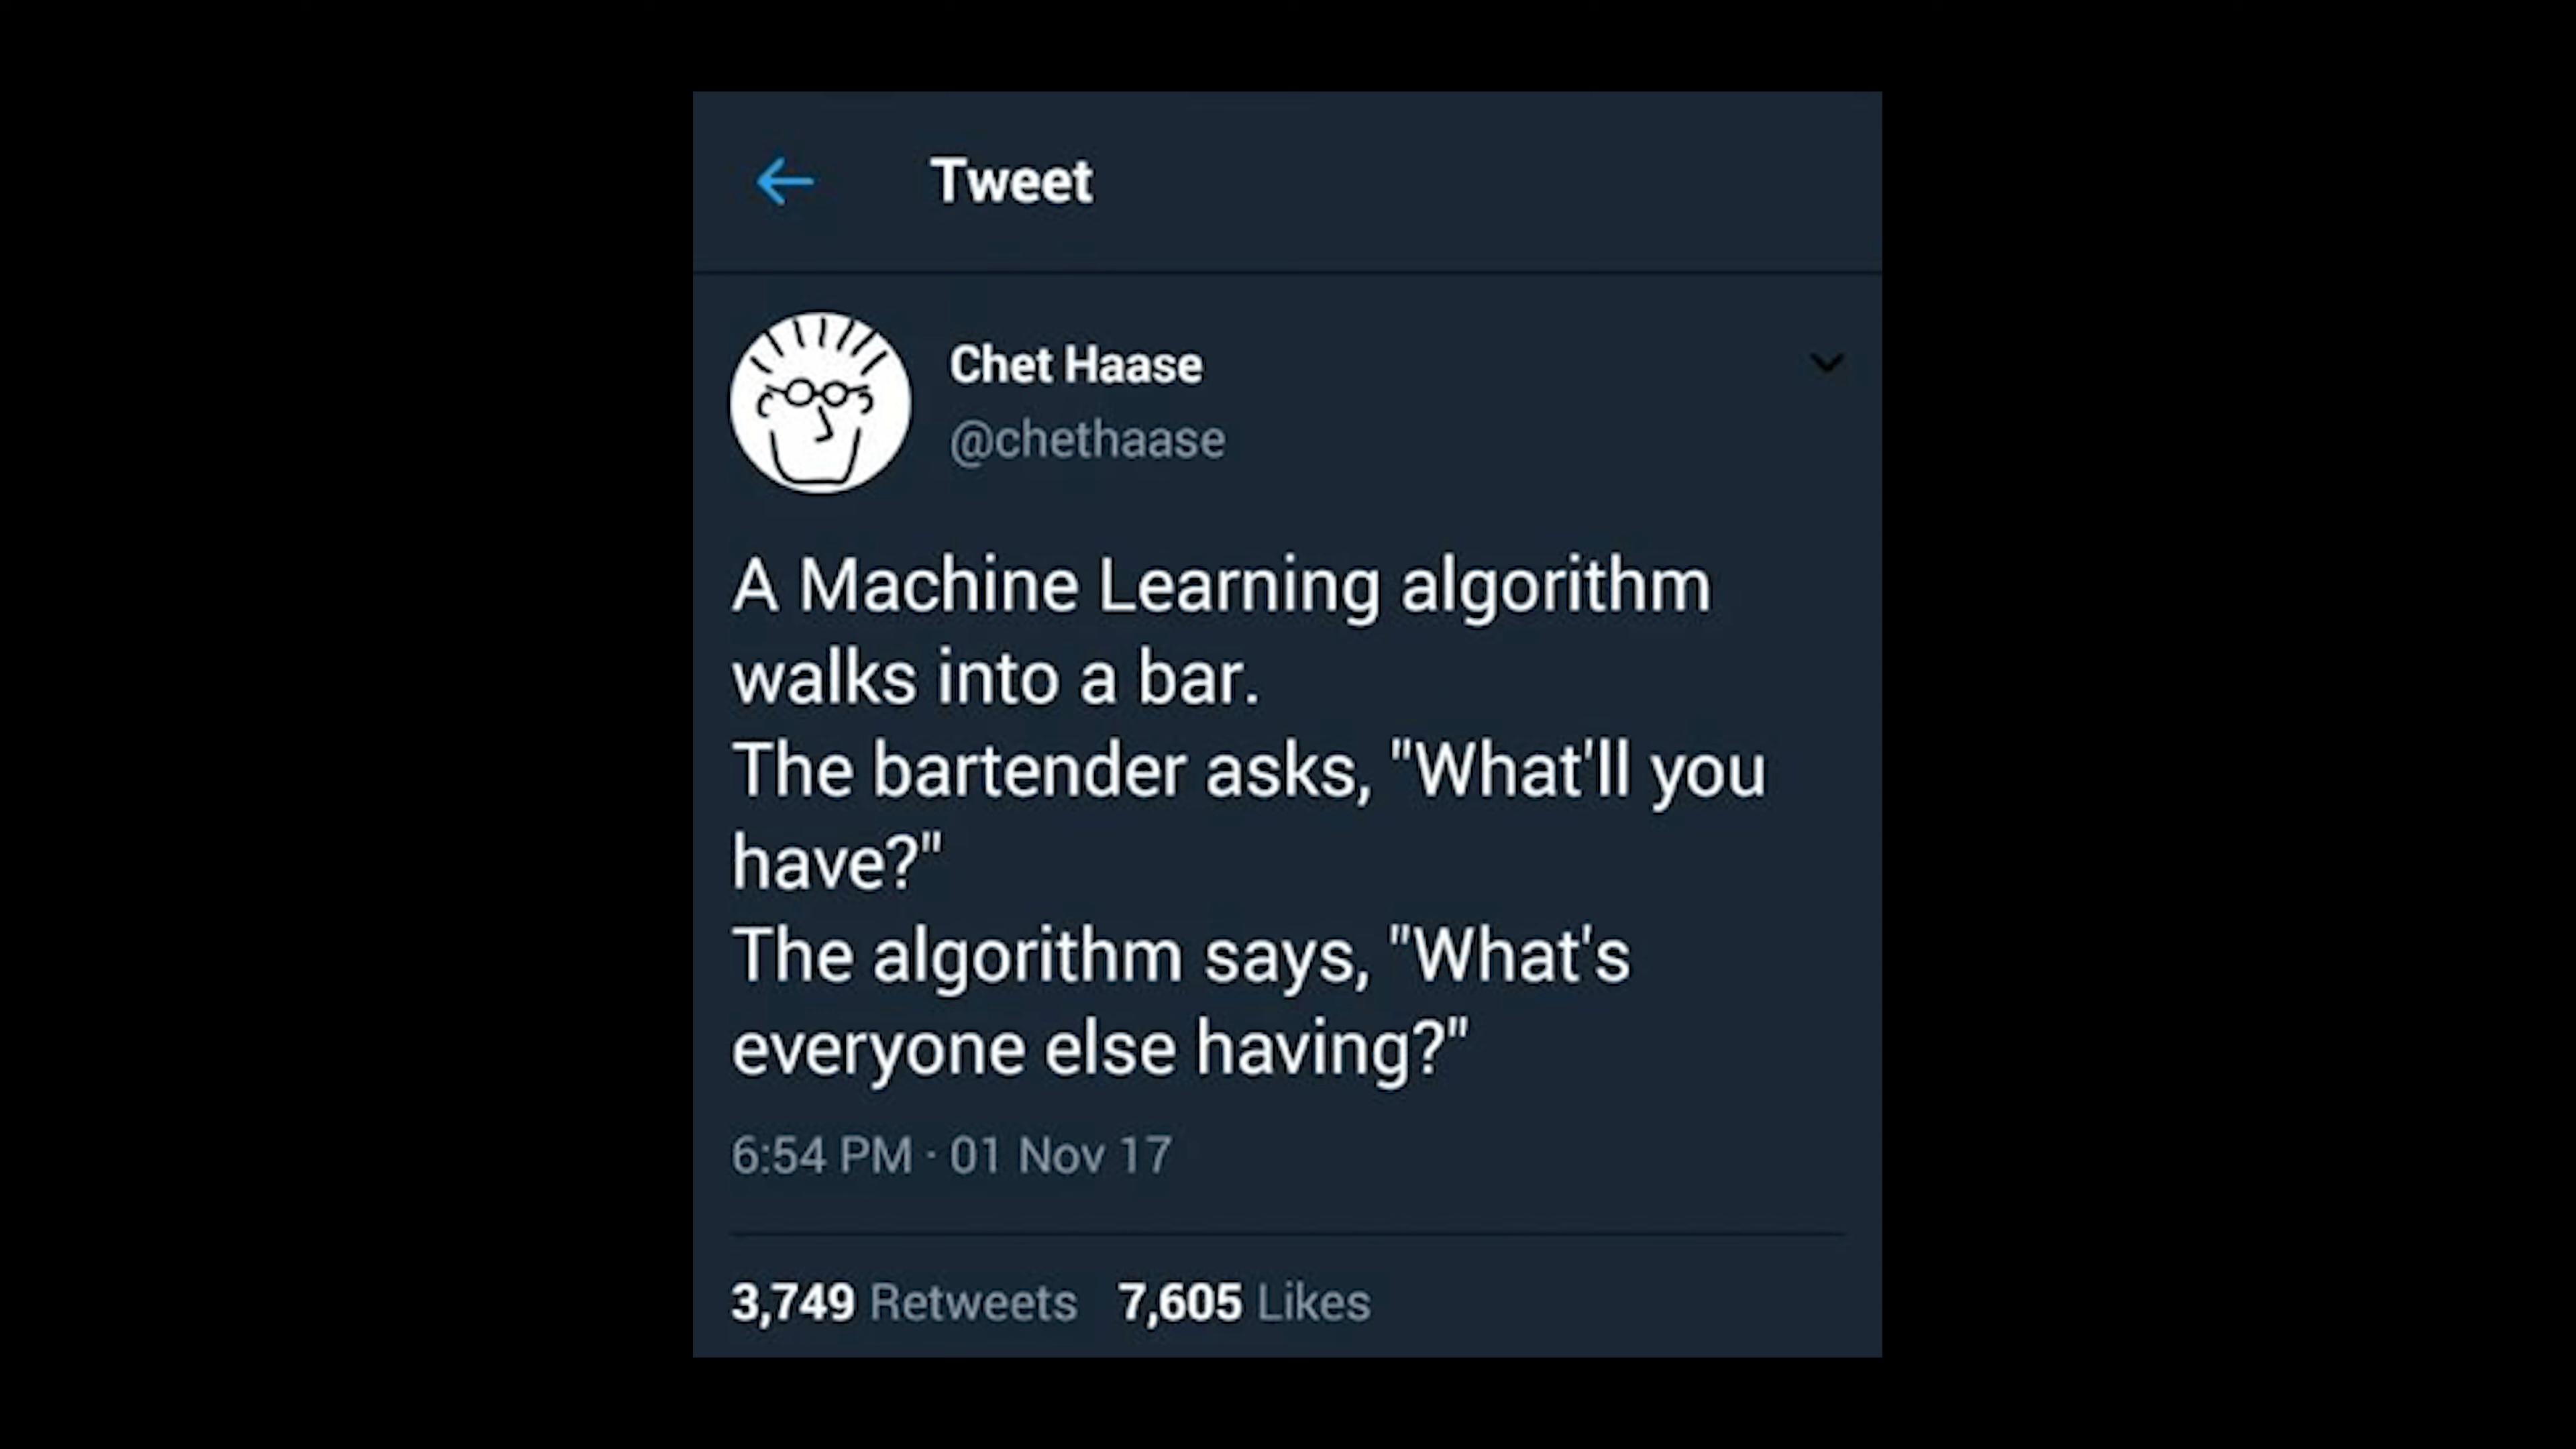 Tweet
Chet Haase
@chethaase
A Machine Learning algorithm
walks into a bar.
The bartender asks, "What'll you
have?"
The algorithm says, "What's
everyone else having?"
6:54 PM · 01 Nov 17
3,749 Retweets 7,605 Likes